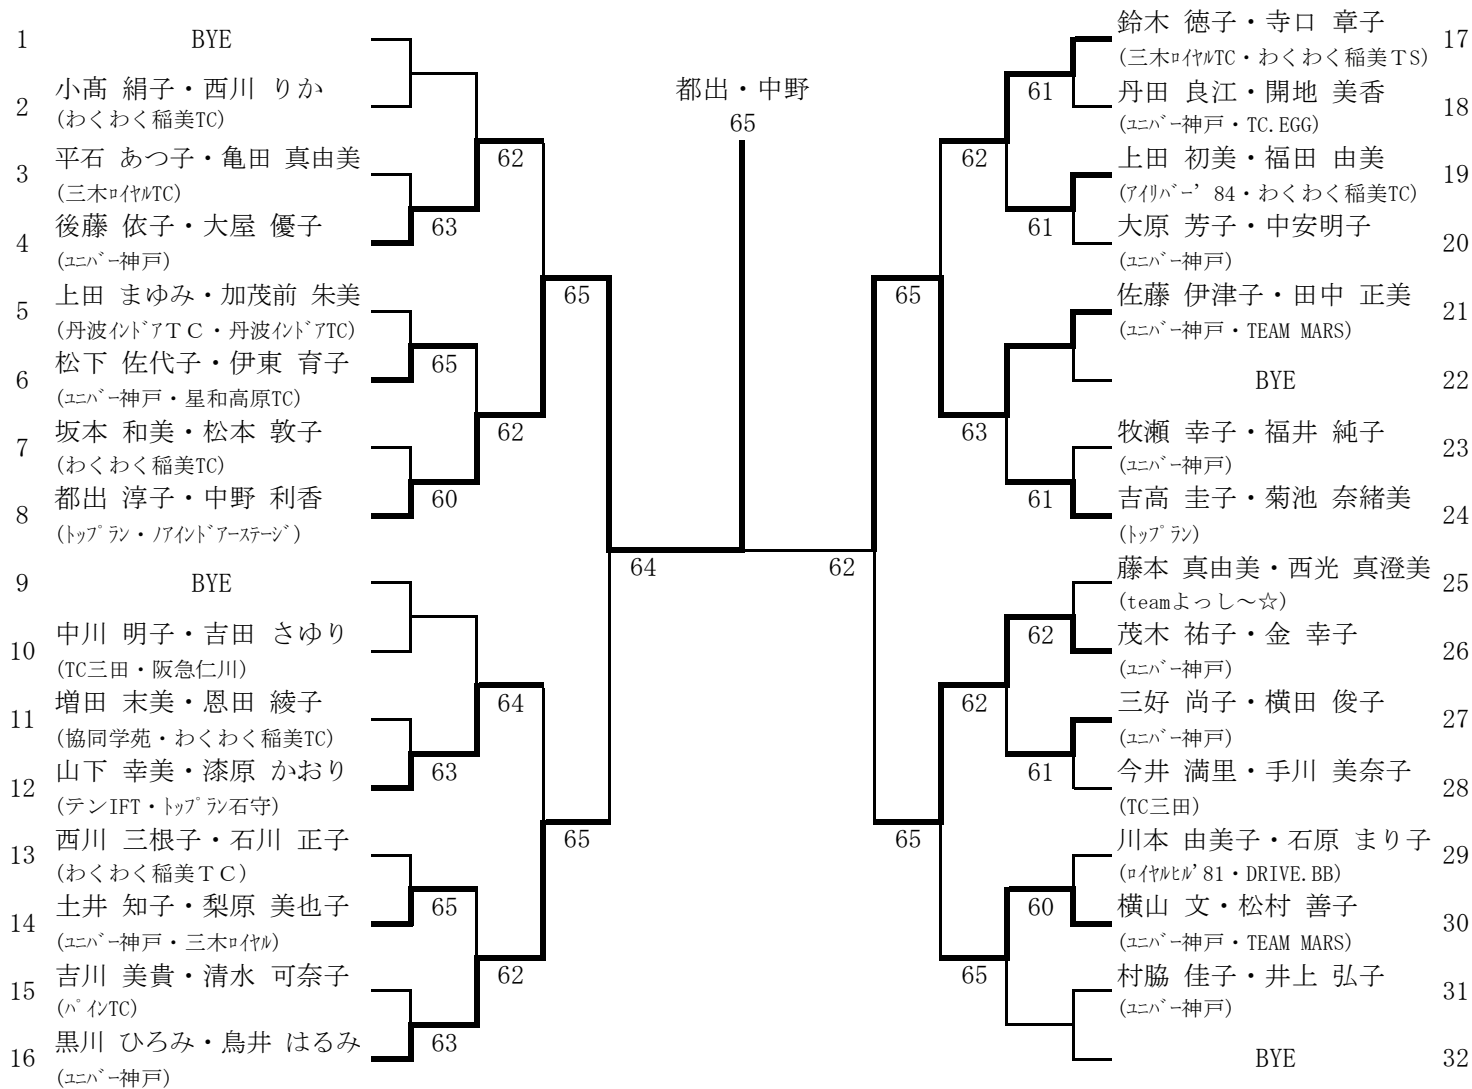 都出・中野
65
1 BYE
2 小髙 絹子・西川 りか
(わくわく稲美TC)
62
3 平石 あつ子・亀田 真由美
(三木ﾛｲﾔﾙTC)
63
4 後藤 依子・大屋 優子
(ﾕﾆﾊﾞｰ神戸)
65
5 上田 まゆみ・加茂前 朱美
(丹波ｲﾝﾄﾞｱＴＣ・丹波ｲﾝﾄﾞｱTC)
65
6 松下 佐代子・伊東 育子
(ﾕﾆﾊﾞｰ神戸・星和高原TC)
62
7 坂本 和美・松本 敦子
(わくわく稲美TC)
60
8 都出 淳子・中野 利香
(ﾄｯﾌﾟﾗﾝ・ﾉｱｲﾝﾄﾞｱｰｽﾃｰｼﾞ)
64
9 BYE
10 中川 明子・吉田 さゆり
(TC三田・阪急仁川)
64
11 増田 末美・恩田 綾子
(協同学苑・わくわく稲美TC)
63
12 山下 幸美・漆原 かおり
(テンIFT・ﾄｯﾌﾟﾗﾝ石守)
65
13 西川 三根子・石川 正子
(わくわく稲美ＴＣ)
65
14 土井 知子・梨原 美也子
(ﾕﾆﾊﾞｰ神戸・三木ﾛｲﾔﾙ)
62
15 吉川 美貴・清水 可奈子
(ﾊﾟｲﾝTC)
63
16 黒川 ひろみ・鳥井 はるみ
(ﾕﾆﾊﾞｰ神戸)
鈴木 徳子・寺口 章子 17
(三木ﾛｲﾔﾙTC・わくわく稲美ＴS)
61
丹田 良江・開地 美香 18
(ﾕﾆﾊﾞｰ神戸・TC.EGG)
62
上田 初美・福田 由美 19
(ｱｲﾘﾊﾞｰ’84・わくわく稲美TC)
61
大原 芳子・中安明子 20
(ﾕﾆﾊﾞｰ神戸)
65
佐藤 伊津子・田中 正美 21
(ﾕﾆﾊﾞｰ神戸・TEAM MARS)
BYE 22
63
牧瀬 幸子・福井 純子 23
(ﾕﾆﾊﾞｰ神戸)
61
吉高 圭子・菊池 奈緒美 24
(ﾄｯﾌﾟﾗﾝ)
62
藤本 真由美・西光 真澄美 25
(teamよっし～☆)
62
茂木 祐子・金 幸子 26
(ﾕﾆﾊﾞｰ神戸)
62
三好 尚子・横田 俊子 27
(ﾕﾆﾊﾞｰ神戸)
61
今井 満里・手川 美奈子 28
(TC三田)
65
川本 由美子・石原 まり子 29
(ﾛｲﾔﾙﾋﾙ’81・DRIVE.BB)
60
横山 文・松村 善子 30
(ﾕﾆﾊﾞｰ神戸・TEAM MARS)
65
村脇 佳子・井上 弘子 31
(ﾕﾆﾊﾞｰ神戸)
BYE 32